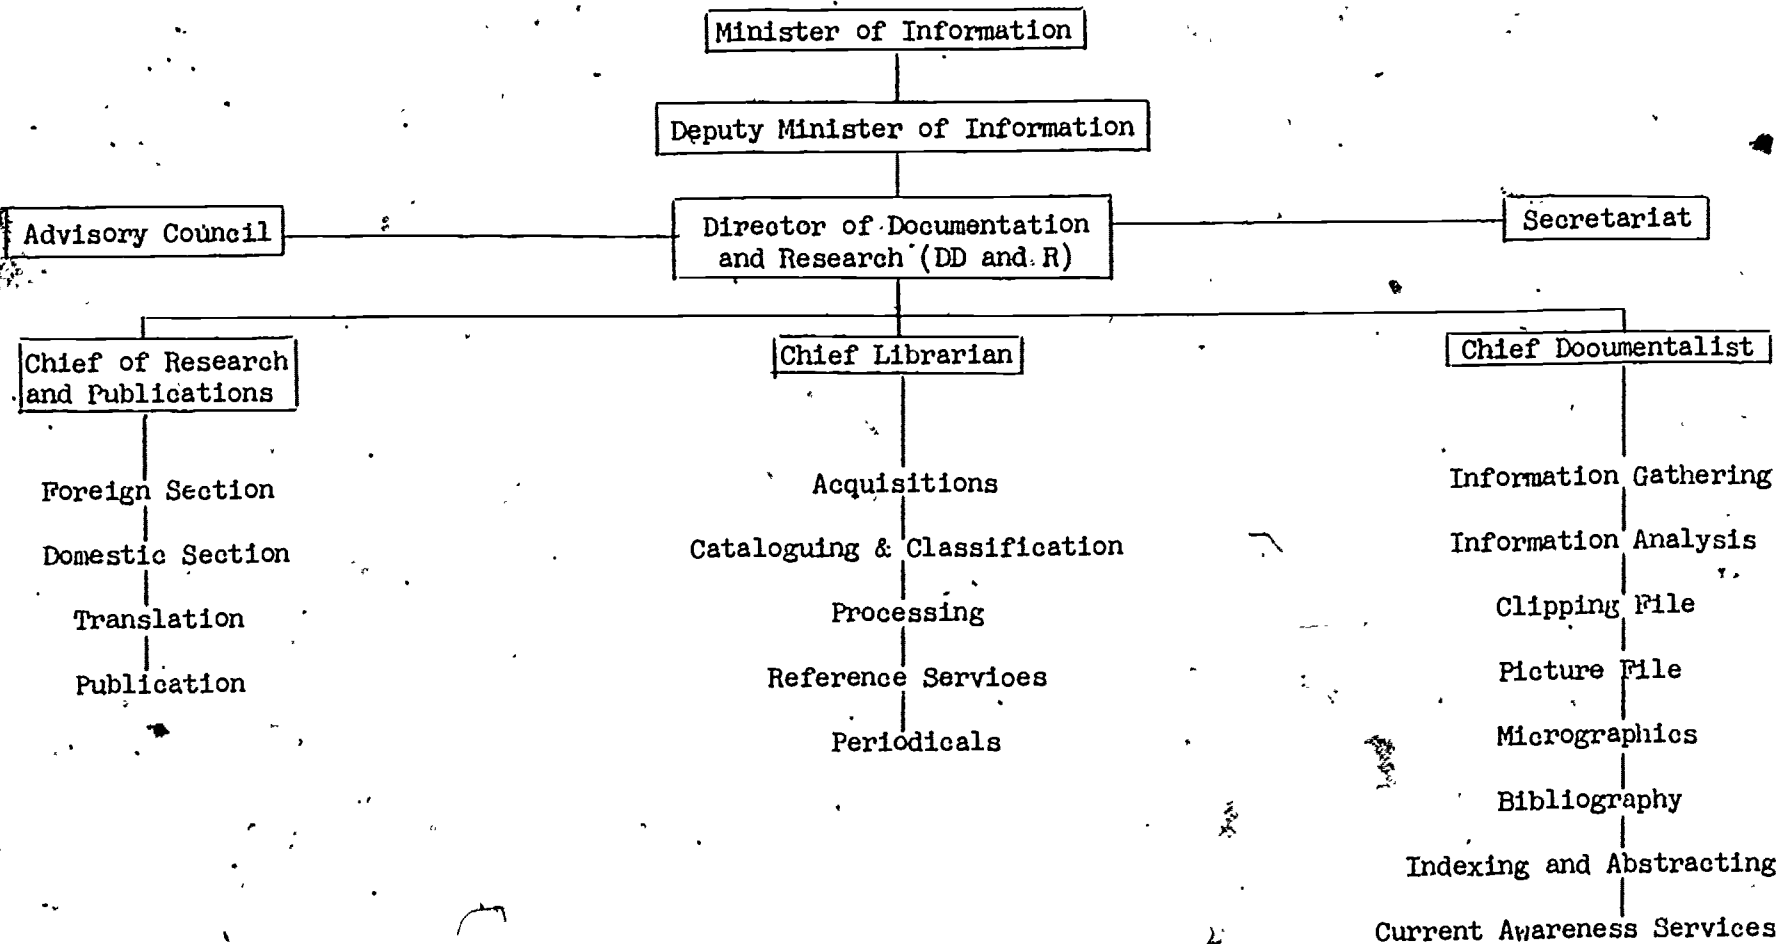 Minister of Information
Deputy Minister of Information
Advisory Council
Director of Documentation
and Research (DD and R)
Secretariat
Chief of Research
and Publications
Chief Librarian
Chief Documentalist
Foreign Section
Domestic Section
Translation
Publication
Acquisitions
Cataloguing & Classification
Processing
Reference Services
Periodicals
Information Gathering
Information Analysis
Clipping File
Picture File
Micrographics
Bibliography
Indexing and Abstracting
Current Awareness Services